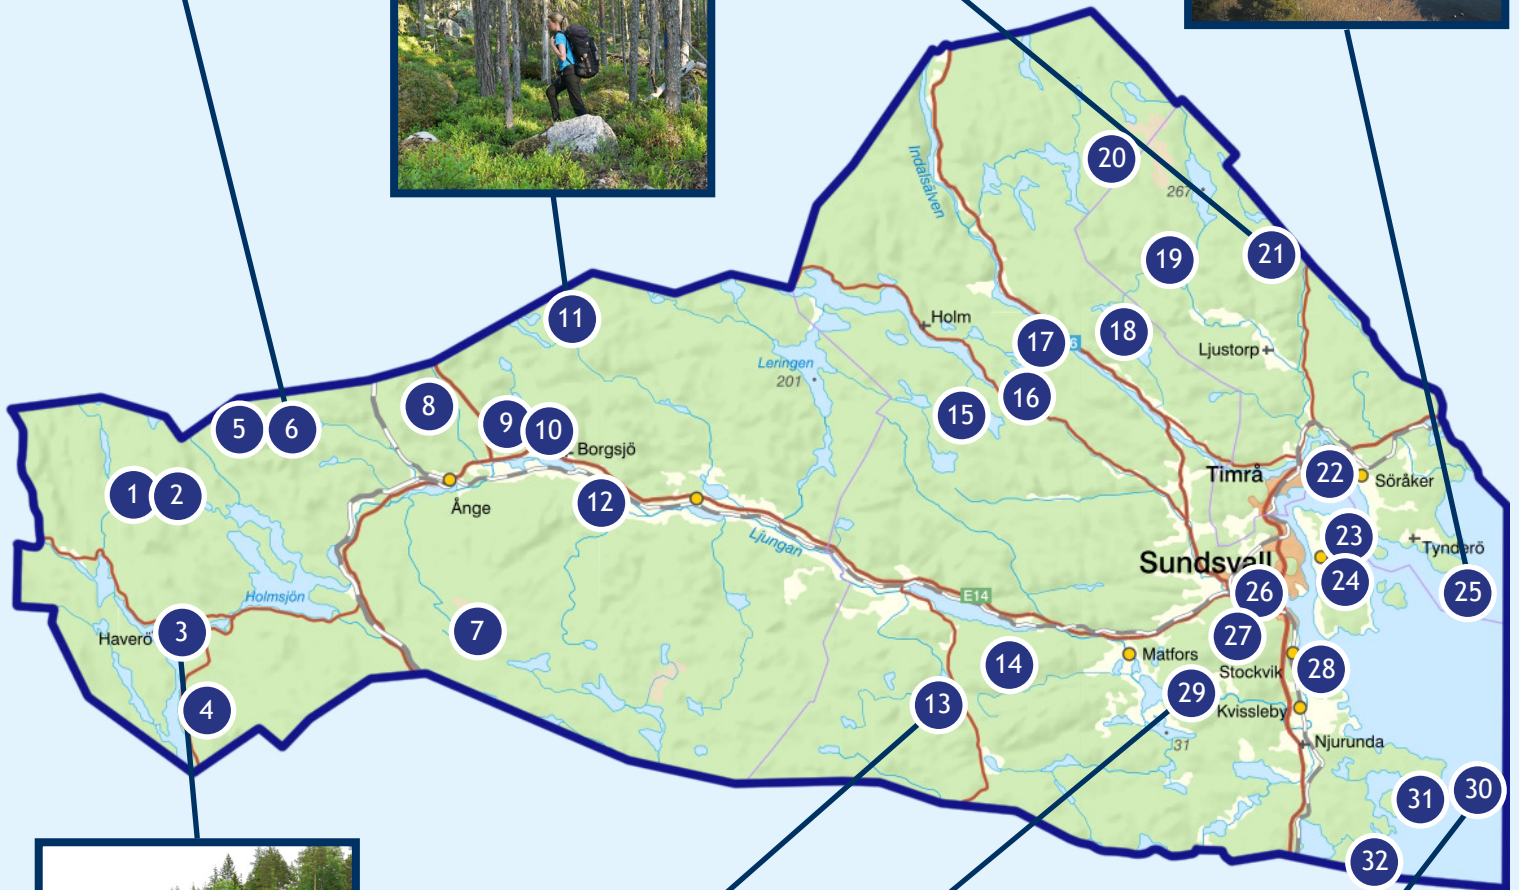 20
267
Indalsälven
21
19
11
Holm
17
6
18
Ljustorp
Leringen
201
8
16
15
5
6
9
10
Borgsjö
Timrå
22
Söråker
1
2
Ånge
12
23
Tynderö
Ljungan
Sundsvall
24
26
25
E14
Holmsjön
Haverö
3
7
27
14
Matfors
Stockvik
28
29
4
13
Kvissleby
31
Njurunda
30
31
32